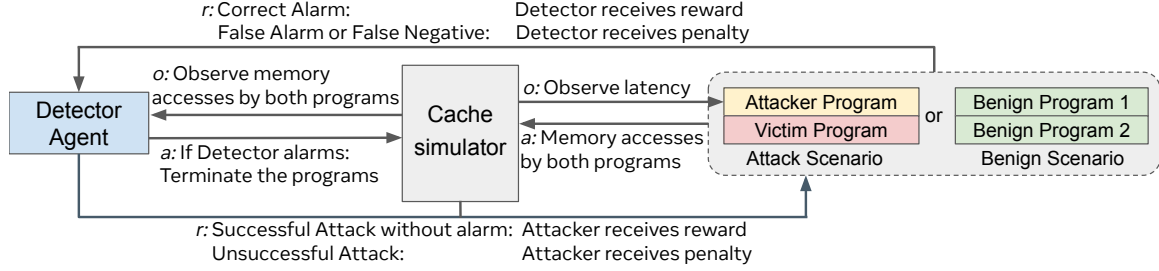 r: Correct Alarm: Detector receives reward
False Alarm or False Negative: Detector receives penalty
Detector
Agent
o: Observe memory
accesses by both programs
a: If Detector alarms:
Terminate the programs
Cache
simulator
o: Observe latency
a: Memory accesses
by both programs
Attacker Program
Victim Program
Attack Scenario
or
Benign Program 1
Benign Program 2
Benign Scenario
r: Successful Attack without alarm: Attacker receives reward
Unsuccessful Attack: Attacker receives penalty